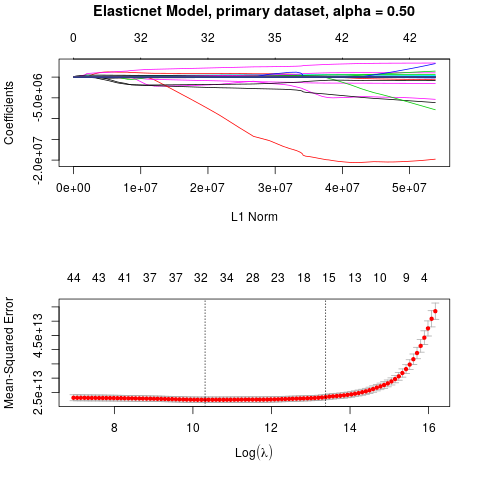 Elasticnet Model, primary dataset, alpha = 0.50
0 32 32 35 42 42
Coefficients
-2.0e+07 -5.0e+06
0e+00 1e+07 2e+07 3e+07 4e+07 5e+07
L1 Norm
44 43 41 37 37 32 34 28 23 18 15 13 10 9 4
Mean-Squared Error
2.5e+13 4.5e+13
8 10 12 14 16
Log(λ)